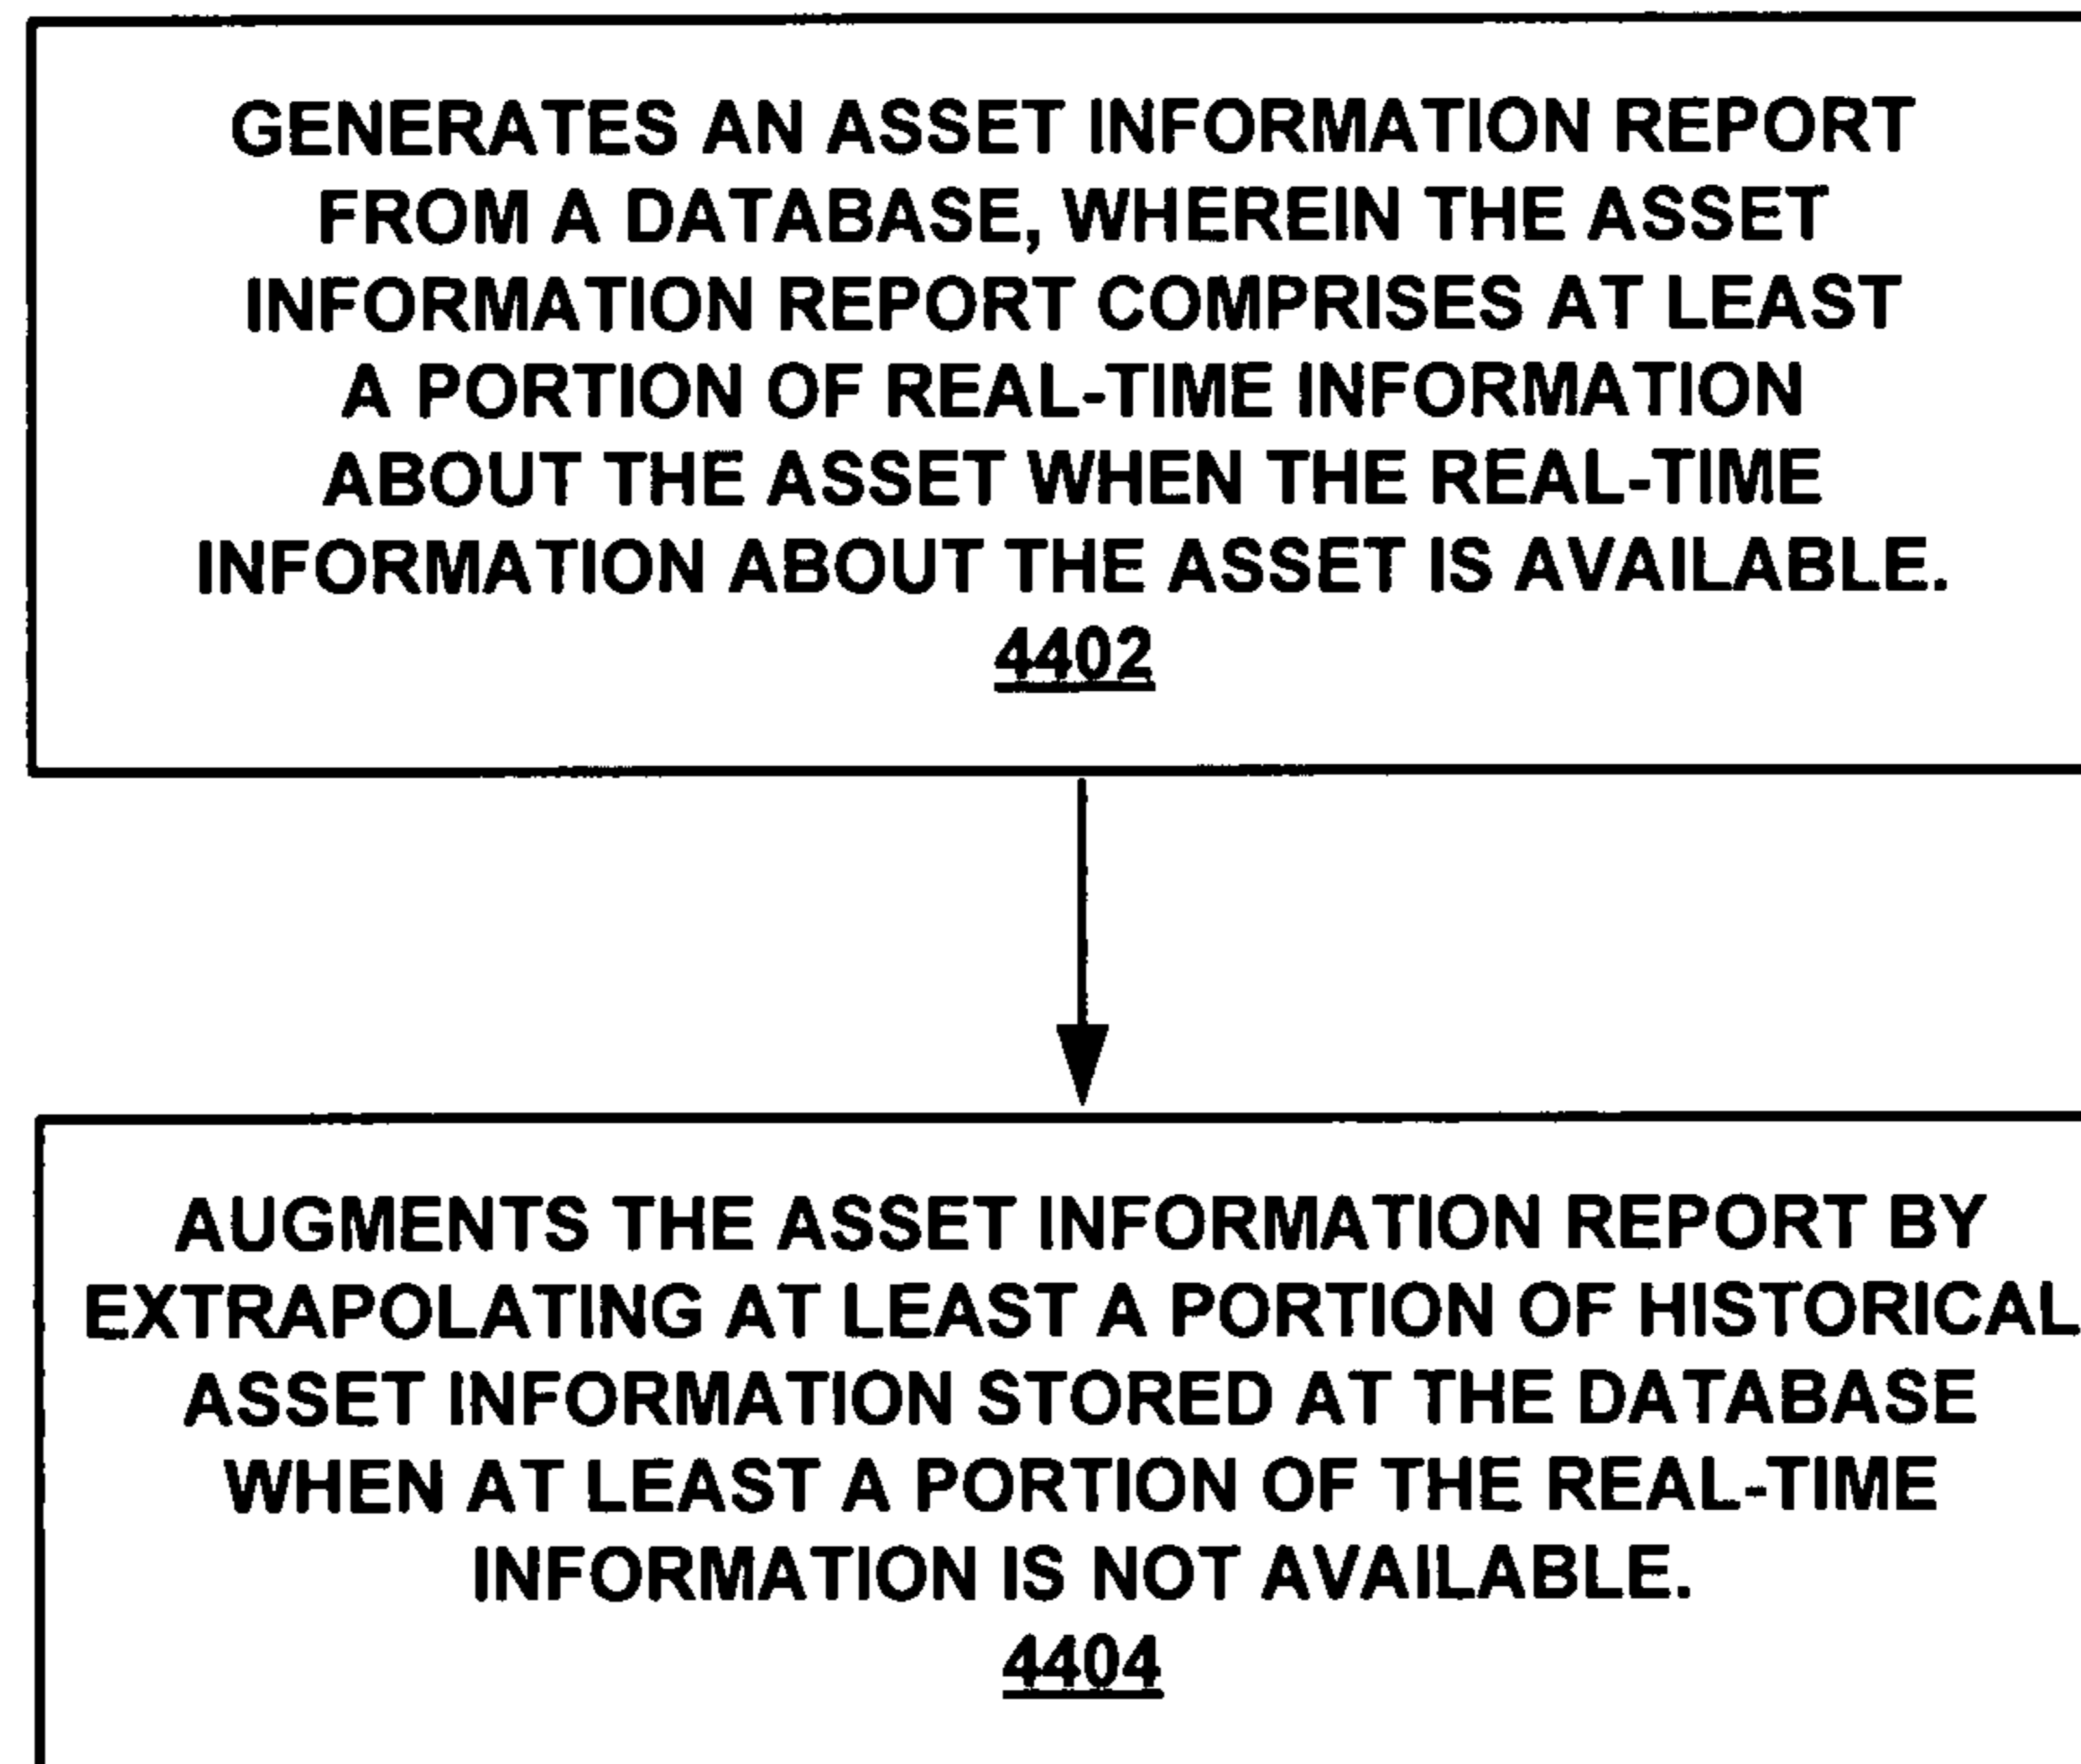 GENERATES AN ASSET INFORMATION REPORT
FROM A DATABASE, WHEREIN THE ASSET
INFORMATION REPORT COMPRISES AT LEAST
A PORTION OF REAL-TIME INFORMATION
ABOUT THE ASSET WHEN THE REAL-TIME
INFORMATION ABOUT THE ASSET IS AVAILABLE.
4402
AUGMENTS THE ASSET INFORMATION REPORT BY
EXTRAPOLATING AT LEAST A PORTION OF HISTORICAL
ASSET INFORMATION STORED AT THE DATABASE
WHEN AT LEAST A PORTION OF THE REAL-TIME
INFORMATION IS NOT AVAILABLE.
4404